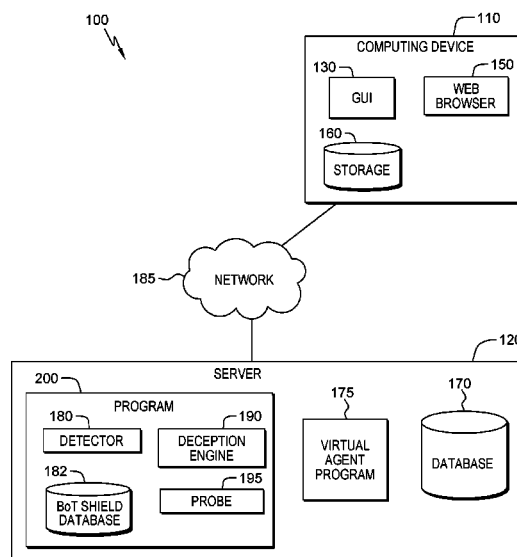 100
110
COMPUTING DEVICE
130
150
GUI
WEB
BROWSER
160
STORAGE
185
NETWORK
120
SERVER
200
PROGRAM
175
170
180
190
DETECTOR
DECEPTION
ENGINE
VIRTUAL
AGENT
PROGRAM
DATABASE
182
195
BoT SHIELD
DATABASE
PROBE